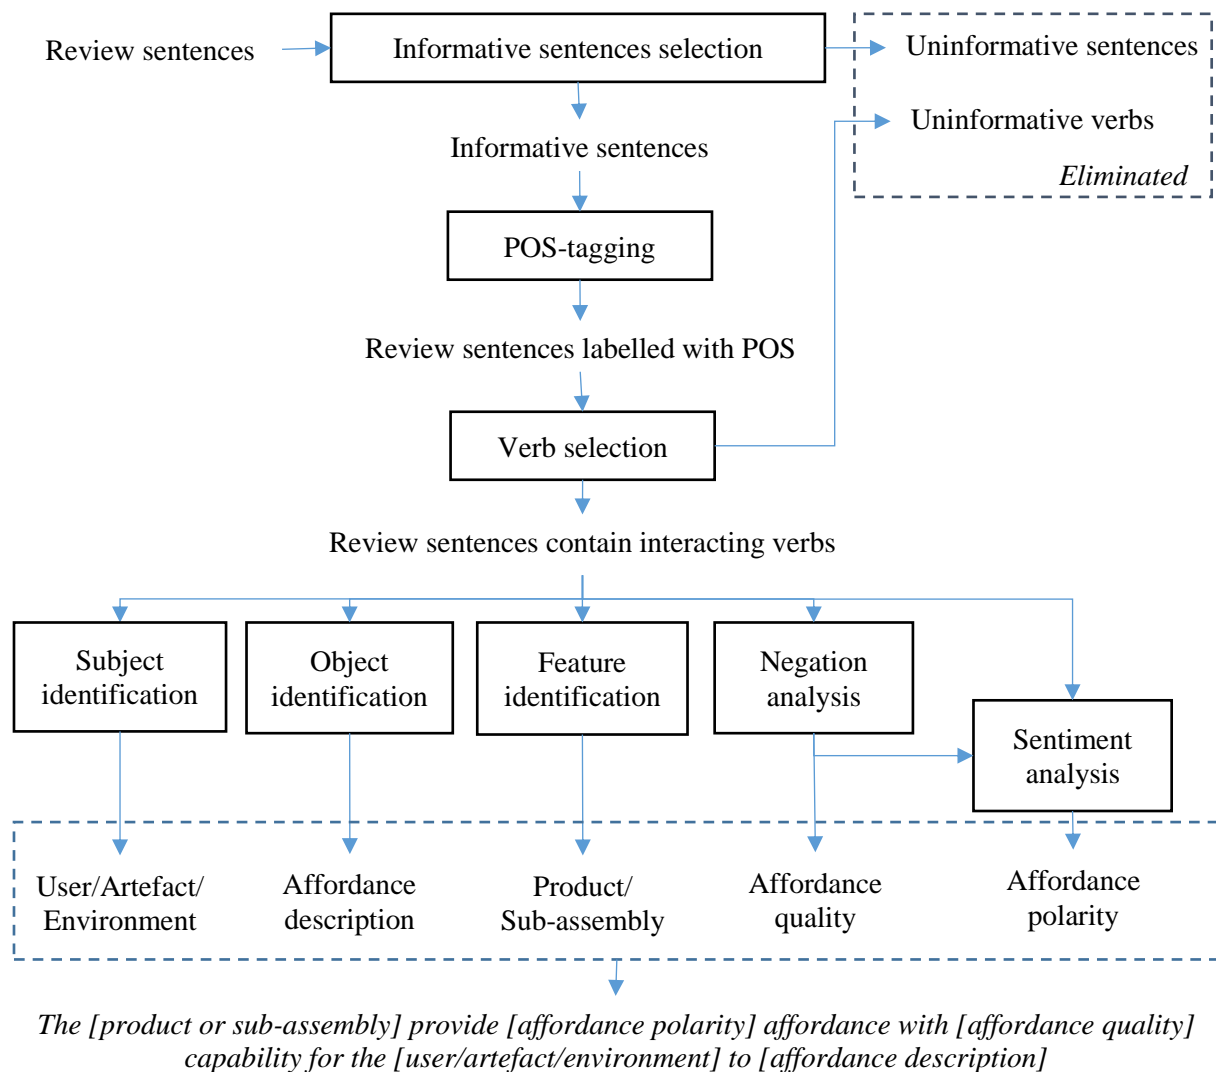 Review sentences
Informative sentences selection
Uninformative sentences
Uninformative verbs
Eliminated
Informative sentences
POS-tagging
Review sentences labelled with POS
Verb selection
Review sentences contain interacting verbs
Subject
identification
Object
identification
Feature
identification
Negation
analysis
Sentiment
analysis
User/Artefact/
Environment
Affordance
description
Product/
Sub-assembly
Affordance
quality
Affordance
polarity
The [product or sub-assembly] provide [affordance polarity] affordance with [affordance quality]
capability for the [user/artefact/environment] to [affordance description]